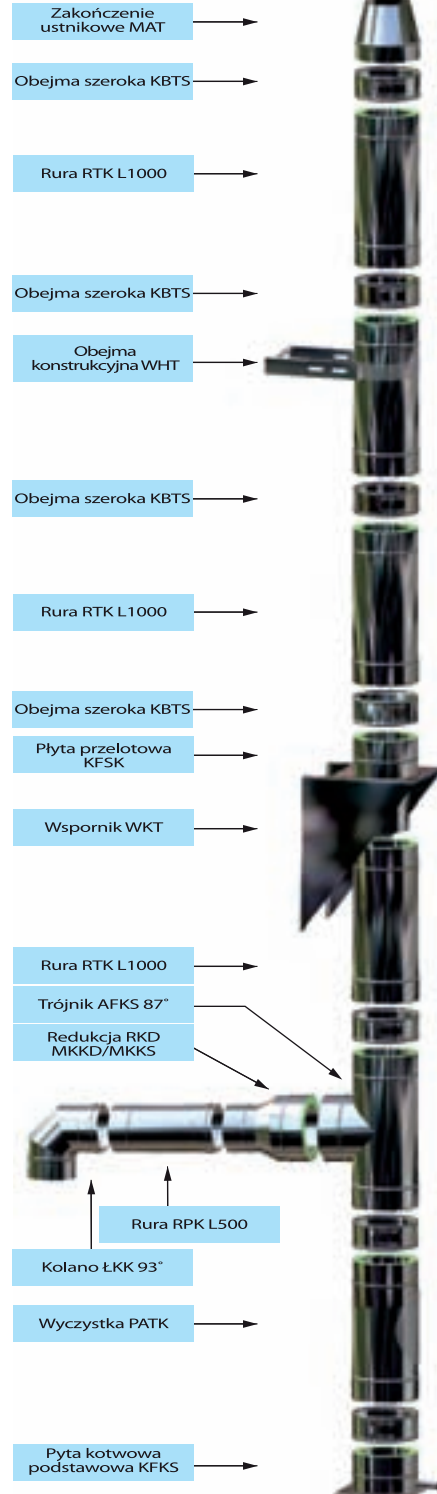 Zakończenie
ustnikowe MAT
Obejma szeroka KBTS
Rura RTK L1000
Obejma szeroka KBTS
Obejma
konstrukcyjna WHT
Obejma szeroka KBTS
Rura RTK L1000
Obejma szeroka KBTS
Płyta przelotowa
KFSK
Wspornik WKT
Rura RTK L1000
Trójnik AFKS 87°
Redukcja RKD
MKKD/MKKS
Rura RPK L500
Kolano ŁKK 93°
Wyczystka PATK
Pyta kotwowa
podstawowa KFKS